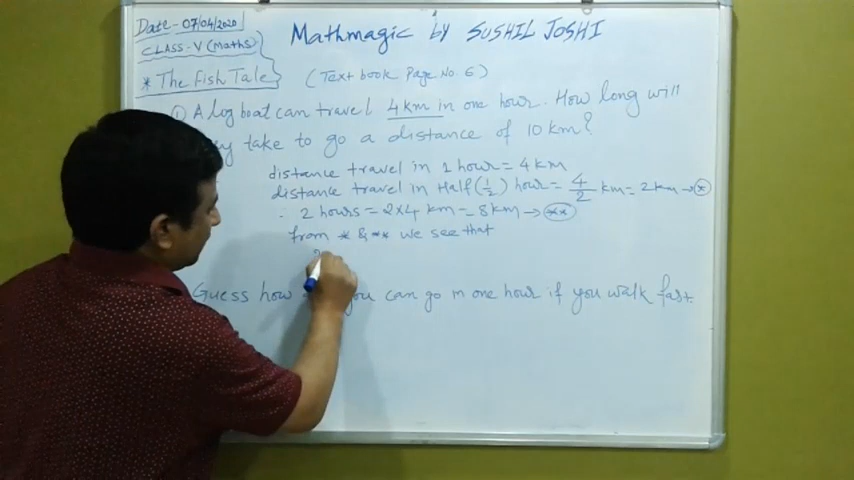 Date - 07/04/2020
Mathmagic by SUSHIL JOSHI
CLASS-V (Maths)
* The Fish Tale
(Text book Page No. 6)
① A log boat can travel 4 km in one hour. How long will
take to go a distance of 10 km?
distance travel in 1 hour = 4 km
distance travel in Half (1/2) hour = 4/2 km = 2 km → *
2 hours = 2x4 km = 8 km → **
from * & ** we see that
Guess how you can go in one hour if you walk fast.